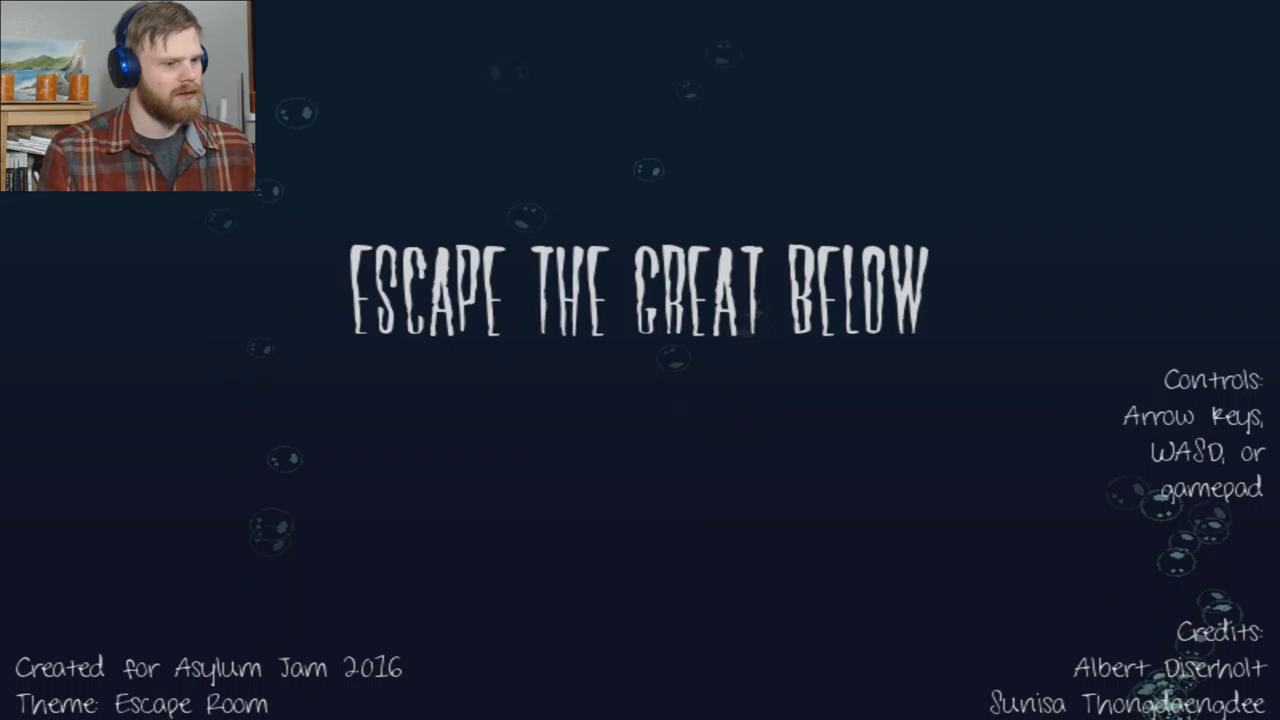 ESCAPE THE GREAT BELOW
Controls:
Arrow keys,
WASD, or
gamepad
Created for Asylum Jam 2016
Theme: Escape Room
Credits:
Albert Diserholt
Sunisa Thongdaengdee